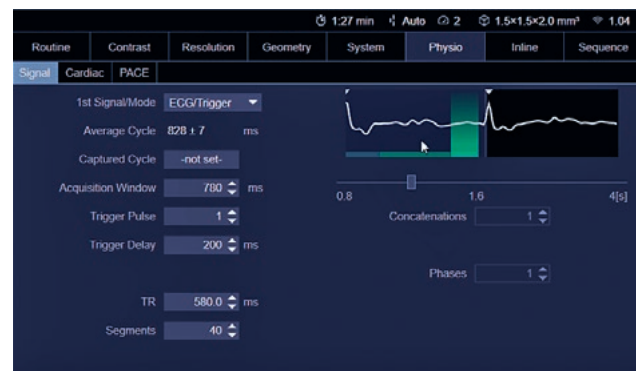 1:27 min Auto 2 1.5×1.5×2.0 mm³ 1.04
Routine Contrast Resolution Geometry System Physio Inline Sequence
Signal Cardiac PACE
1st Signal/Mode ECG/Trigger
Average Cycle 828 ± 7 ms
Captured Cycle -not set-
Acquisition Window 780 ms
0.8 1.6 4[s]
Trigger Pulse 1
Concatenations 1
Trigger Delay 200 ms
Phases 1
TR 580.0 ms
Segments 40